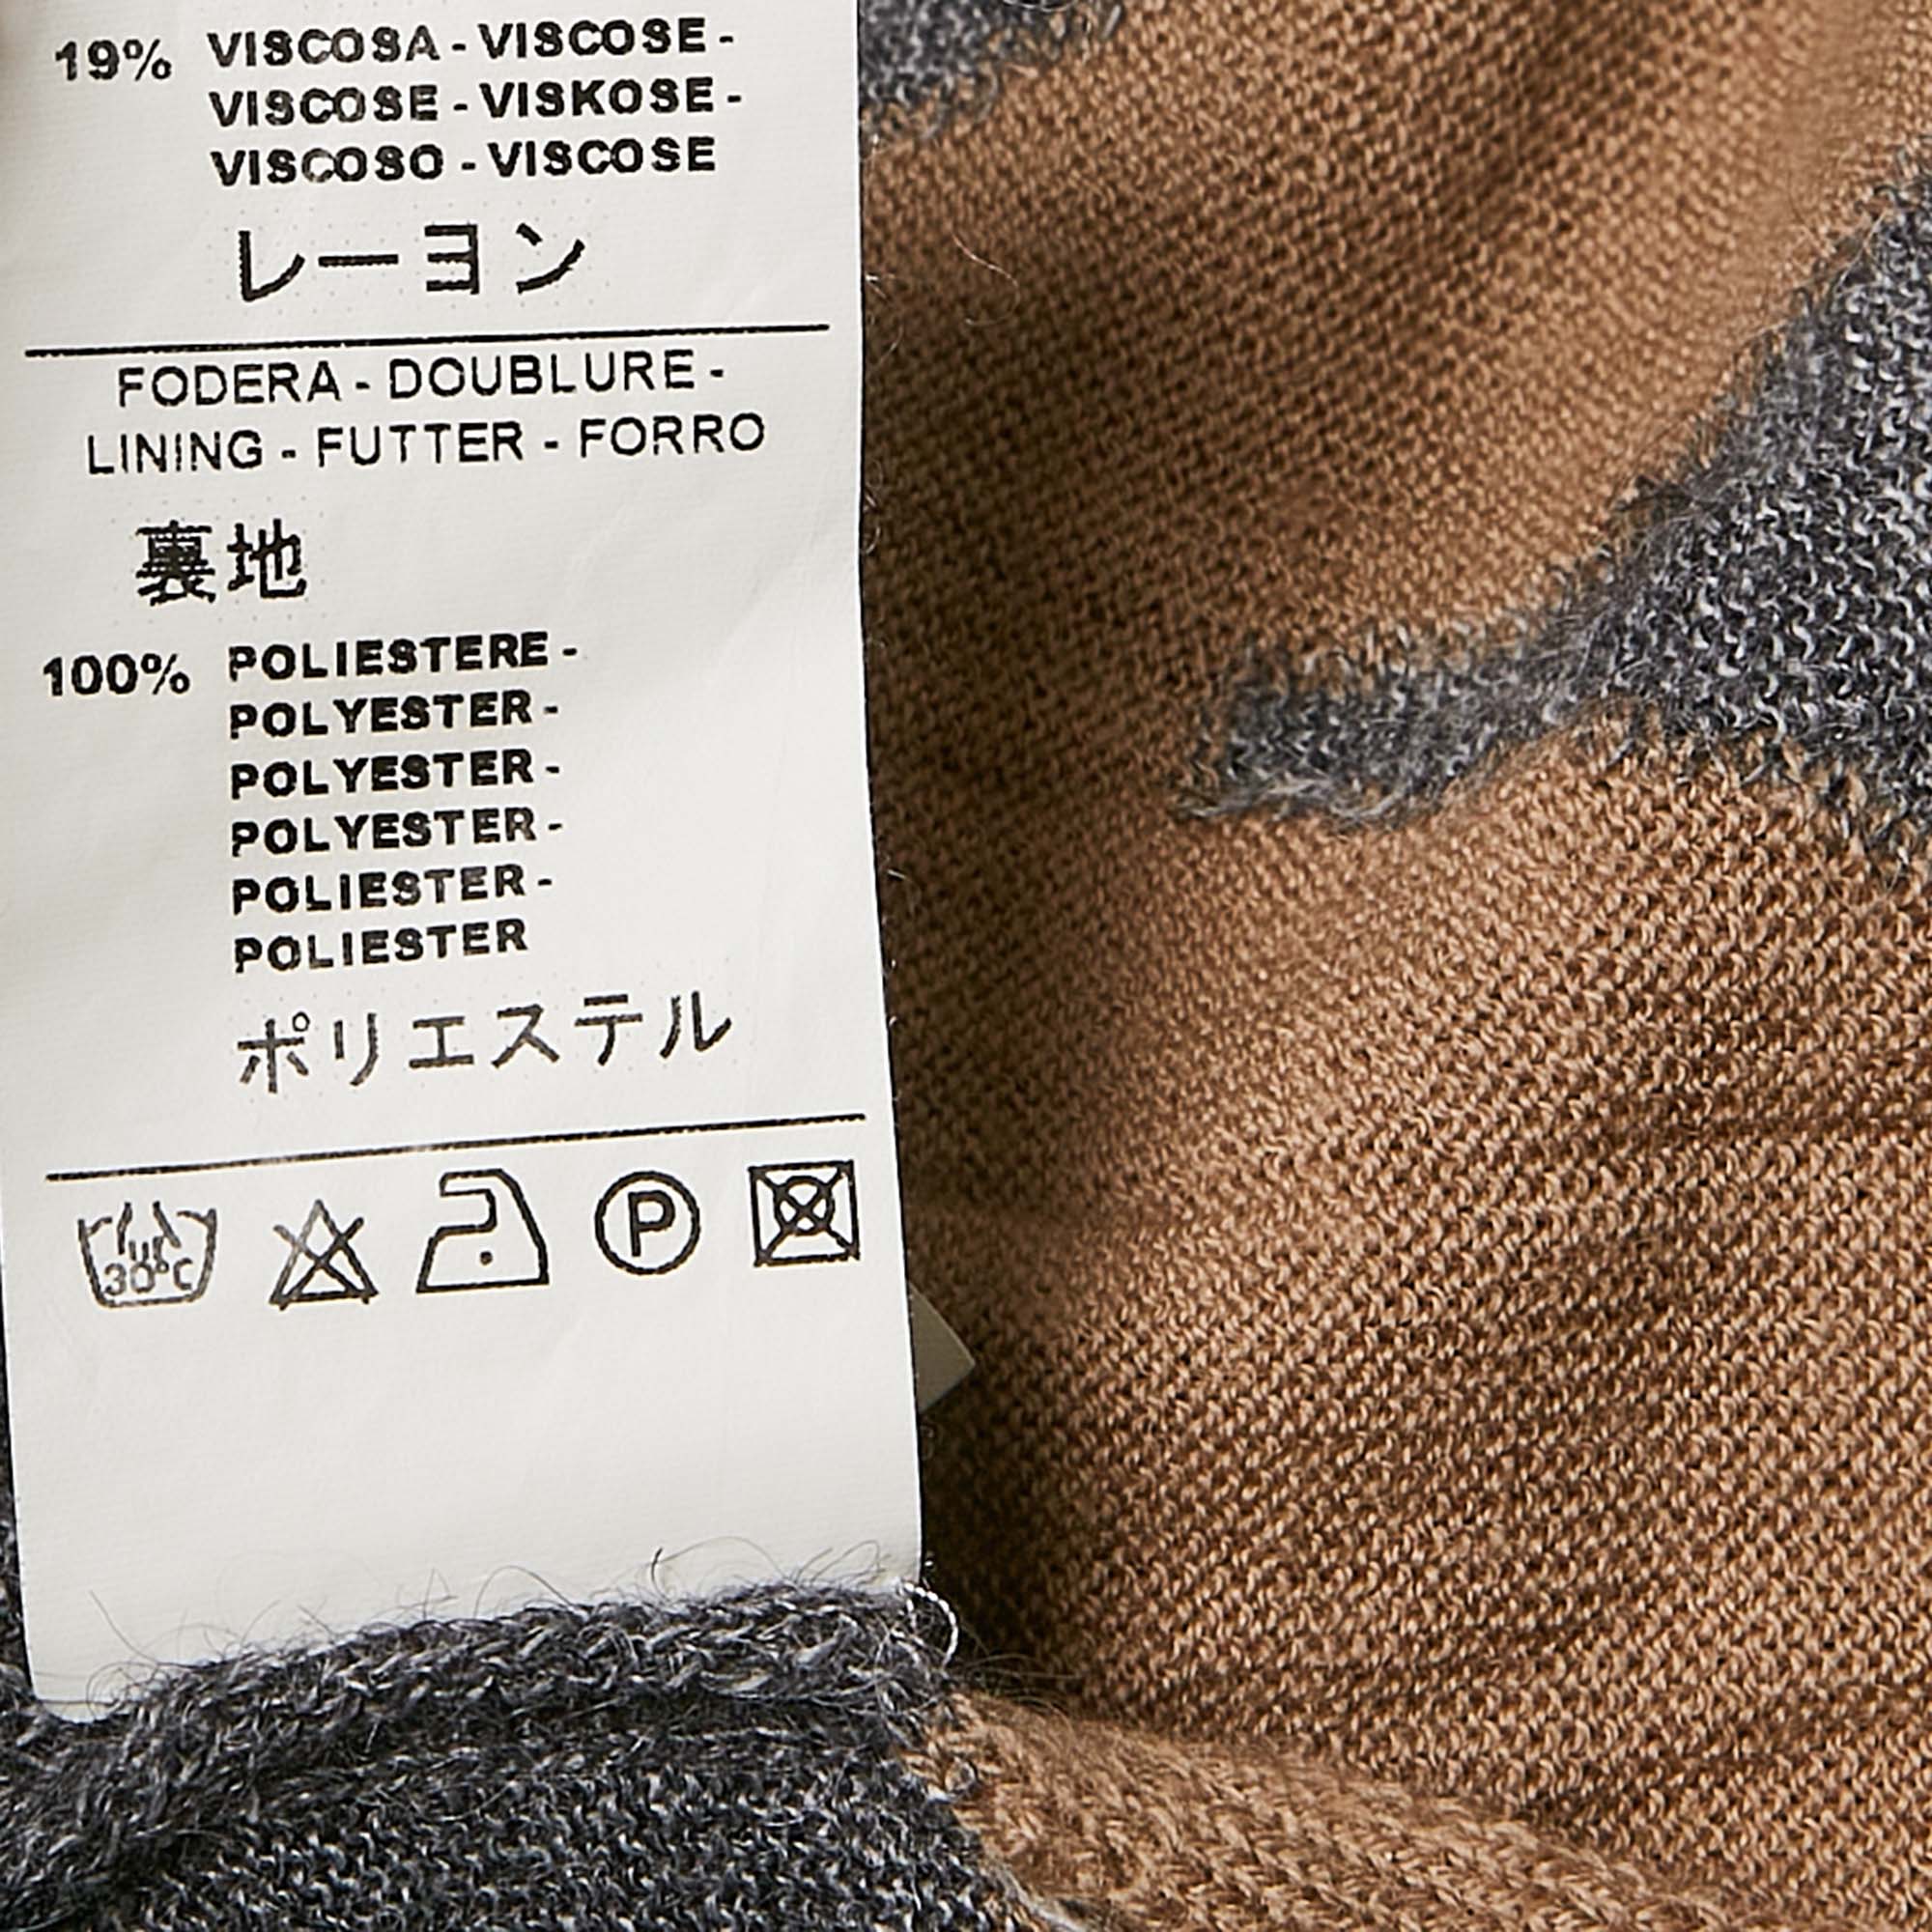 19% VISCOSA - VISCOSE -
VISCOSE - VISKOSE -
VISCOSO - VISCOSE
レーヨン
FODERA - DOUBLURE -
LINING - FUTTER - FORRO
裏地
100% POLIESTERE -
POLYESTER -
POLYESTER -
POLYESTER -
POLIESTER -
POLIESTER
ポリエステル
30°C P